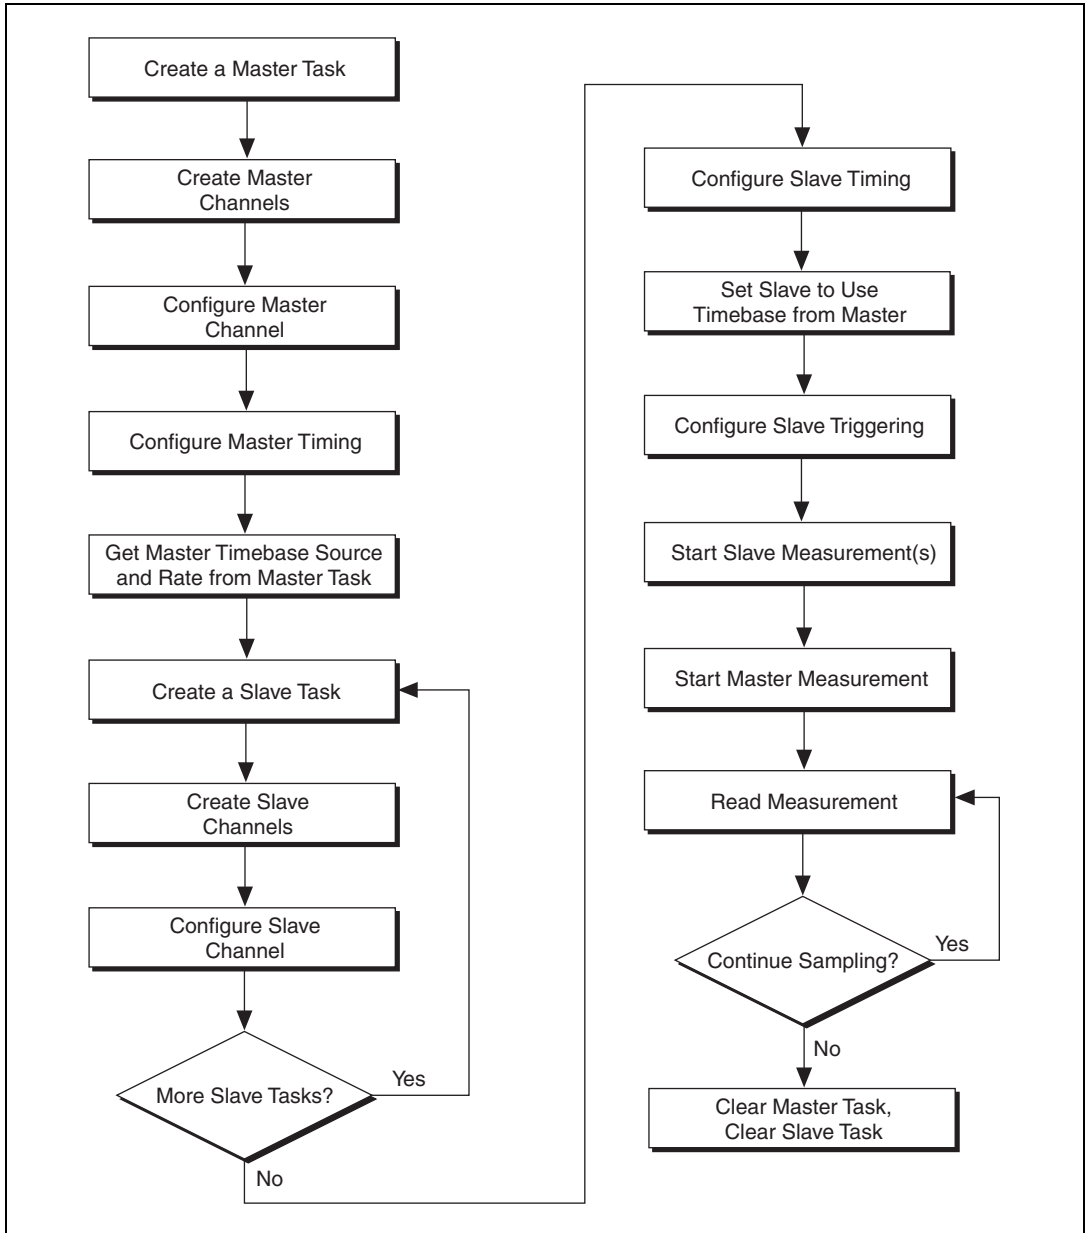 Create a Master Task
Create Master
Channels
Configure Master
Channel
Configure Master Timing
Get Master Timebase Source
and Rate from Master Task
Create a Slave Task
Create Slave
Channels
Configure Slave
Channel
More Slave Tasks?
Yes
No
Configure Slave Timing
Set Slave to Use
Timebase from Master
Configure Slave Triggering
Start Slave Measurement(s)
Start Master Measurement
Read Measurement
Continue Sampling?
Yes
No
Clear Master Task,
Clear Slave Task